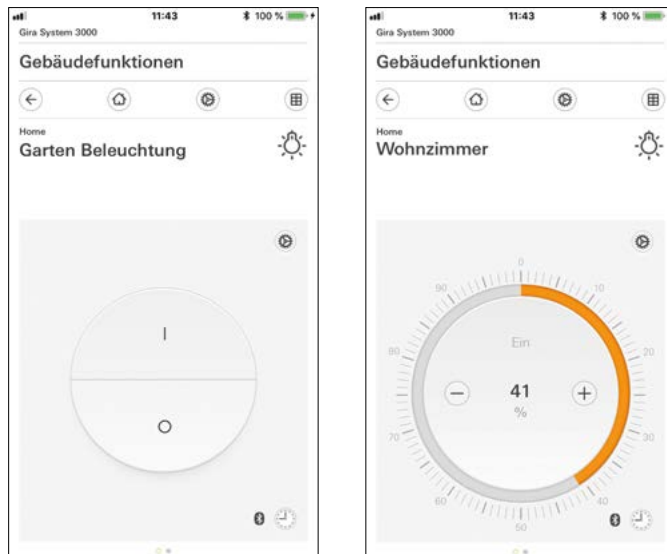 11:43
100 %
Gira System 3000
Gebäudefunktionen
Home
Garten Beleuchtung
I
O
11:43
100 %
Gira System 3000
Gebäudefunktionen
Home
Wohnzimmer
0
10
20
30
40
50
60
70
80
90
Ein
41
%